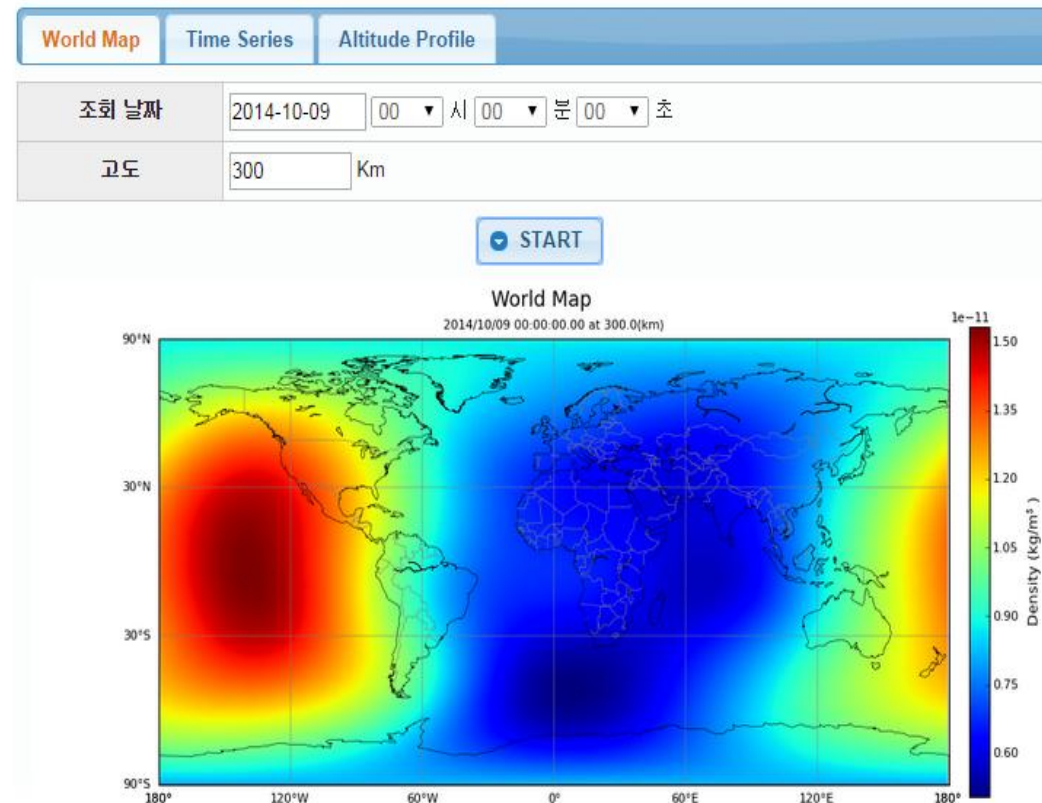 World Map Time Series Altitude Profile
조회 날짜 2014-10-09 00 시 00 분 00 초
고도 300 Km
START
World Map
2014/10/09 00:00:00.00 at 300.0(km)
1e−11
90°N
30°N
30°S
90°S
180° 120°W 60°W 0° 60°E 120°E 180°
1.50
1.35
1.20
1.05
0.90
0.75
0.60
Density (kg/m³ )